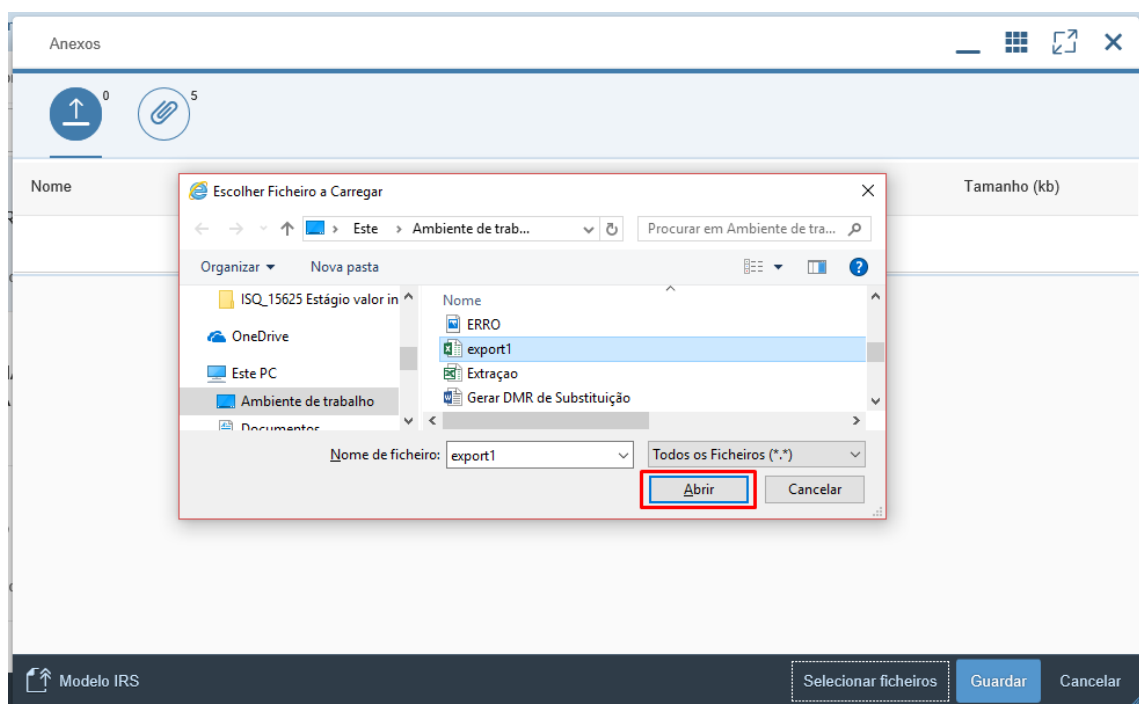 Anexos
0
5
Nome
Tamanho (kb)
Escolher Ficheiro a Carregar
Este > Ambiente de trab...
Procurar em Ambiente de tra...
Organizar
Nova pasta
ISQ_15625 Estágio valor in
OneDrive
Este PC
Ambiente de trabalho
Documentos
Nome
ERRO
export1
Extraçao
Gerar DMR de Substituição
Nome de ficheiro: export1
Todos os Ficheiros (*.*)
Abrir
Cancelar
Modelo IRS
Selecionar ficheiros
Guardar
Cancelar